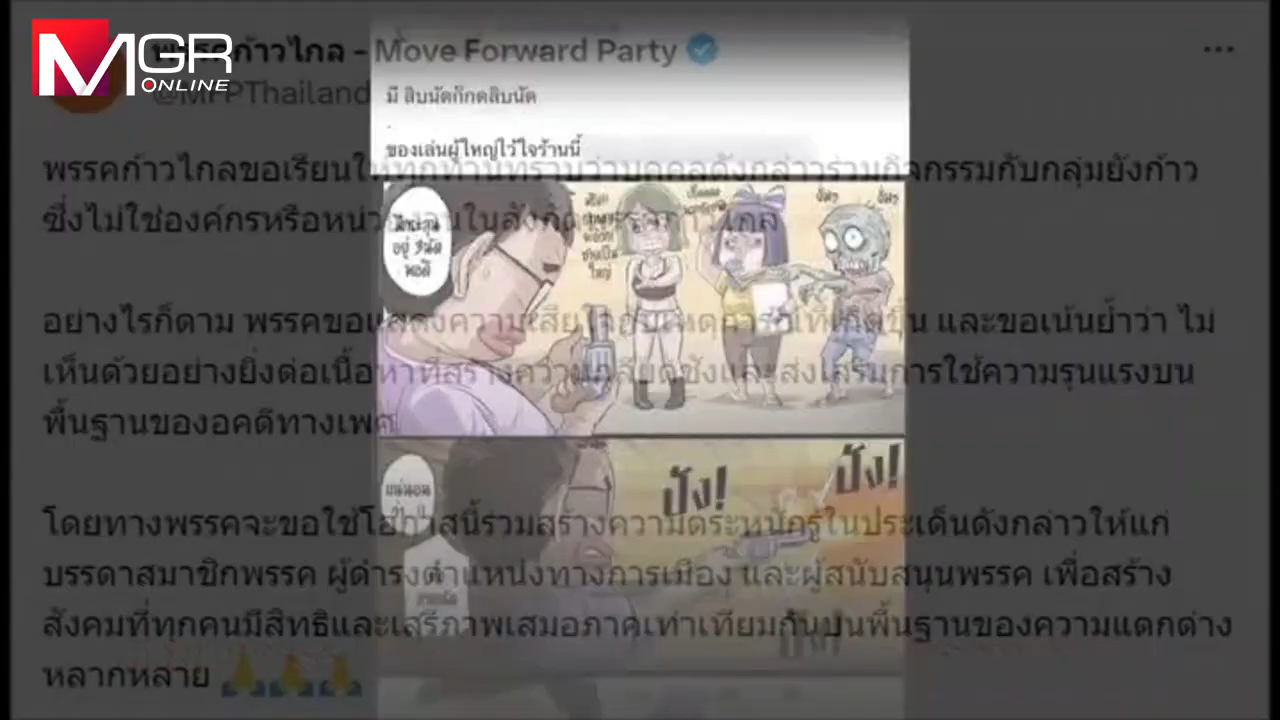 MGR
ONLINE
พรรคก้าวไกล - Move Forward Party
@MFPThailand
มี สิบนัดก็กดสิบนัด
.
ของเล่นผู้ใหญ่ไว้ใจร้านนี้
พรรคก้าวไกลขอเรียนให้ทุกท่านทราบว่าบุคคลดังกล่าวร่วมกิจกรรมกับกลุ่มยังก้าว
ซึ่งไม่ใช่องค์กรหรือหน่วยงานในสังกัดของพรรคก้าวไกล
อย่างไรก็ดาม พรรคขอแสดงความเสียใจกับเหตุการณ์ที่เกิดขึ้น และขอเน้นย้ำว่า ไม่
เห็นด้วยอย่างยิ่งต่อเนื้อหาที่สร้างความเกลียดชังและส่งเสริมการใช้ความรุนแรงบน
พื้นฐานของอคติทางเพศ
โดยทางพรรคจะขอใช้โอกาสนี้ร่วมสร้างความตระหนักรู้ในประเด็นดังกล่าวให้แก่
บรรดาสมาชิกพรรค ผู้ดำรงตำแหน่งทางการเมือง และผู้สนับสนุนพรรค เพื่อสร้าง
สังคมที่ทุกคนมีสิทธิและเสรีภาพเสมอภาคเท่าเทียมกันบนพื้นฐานของความแตกต่าง
หลากหลาย 🙏🙏🙏
อยู่ 3นัด
พอดี
ใหญ่
แน่นอน
ปัง!
ปัง!
ปัง!